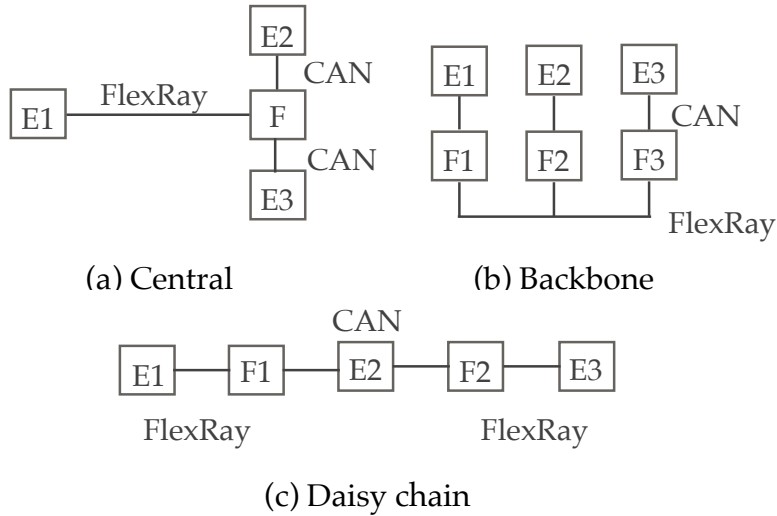 E2
CAN
FlexRay
E1
F
CAN
E3
(a) Central
E1 E2 E3
CAN
F1 F2 F3
FlexRay
(b) Backbone
CAN
E1 F1 E2 F2 E3
FlexRay FlexRay
(c) Daisy chain